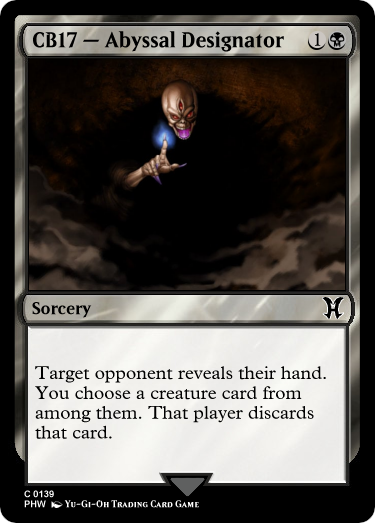 CB17 — Abyssal Designator 1
Sorcery
Target opponent reveals their hand.
You choose a creature card from
among them. That player discards
that card.
C 0139
PHW Yu-Gi-Oh Trading Card Game